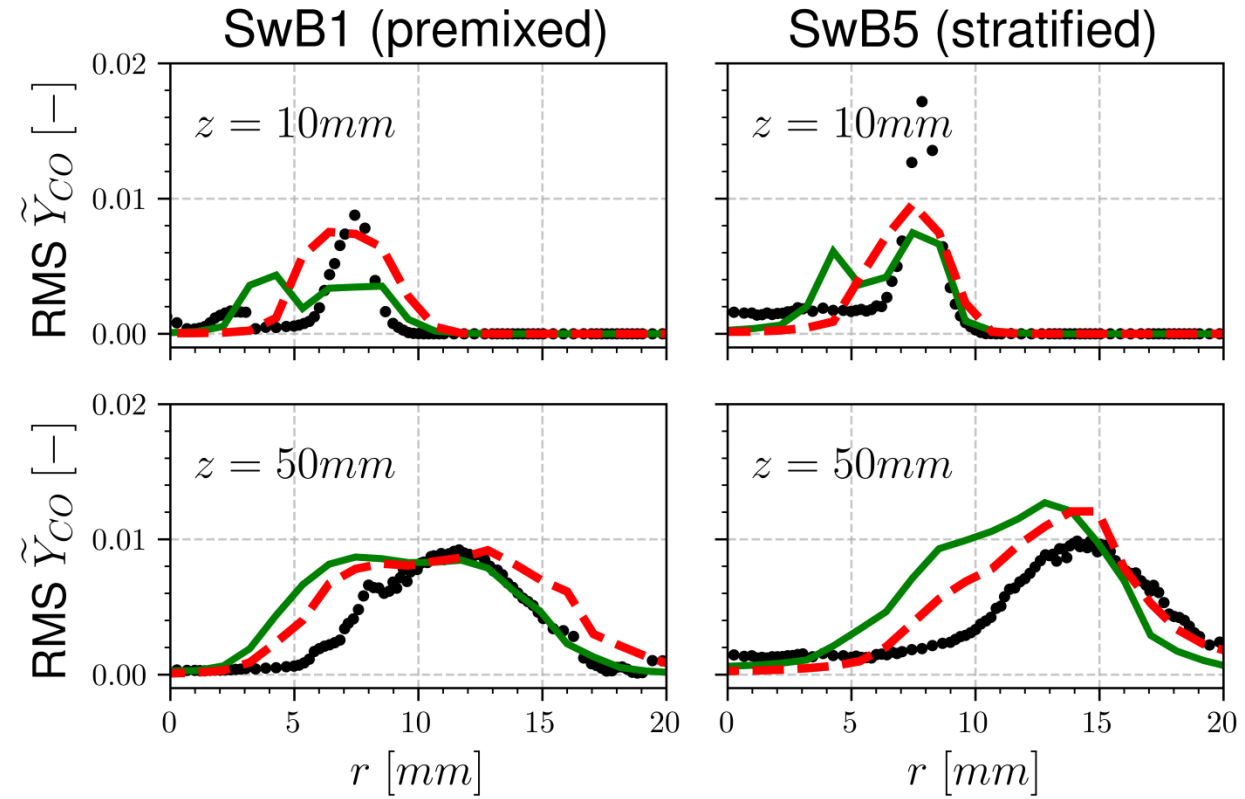 SwB1 (premixed)
SwB5 (stratified)
RMS Ỹ_CO [−]
0.02
0.01
0.00
z = 10mm
z = 10mm
RMS Ỹ_CO [−]
0.02
0.01
0.00
z = 50mm
z = 50mm
0 5 10 15 20
0 5 10 15 20
r [mm]
r [mm]